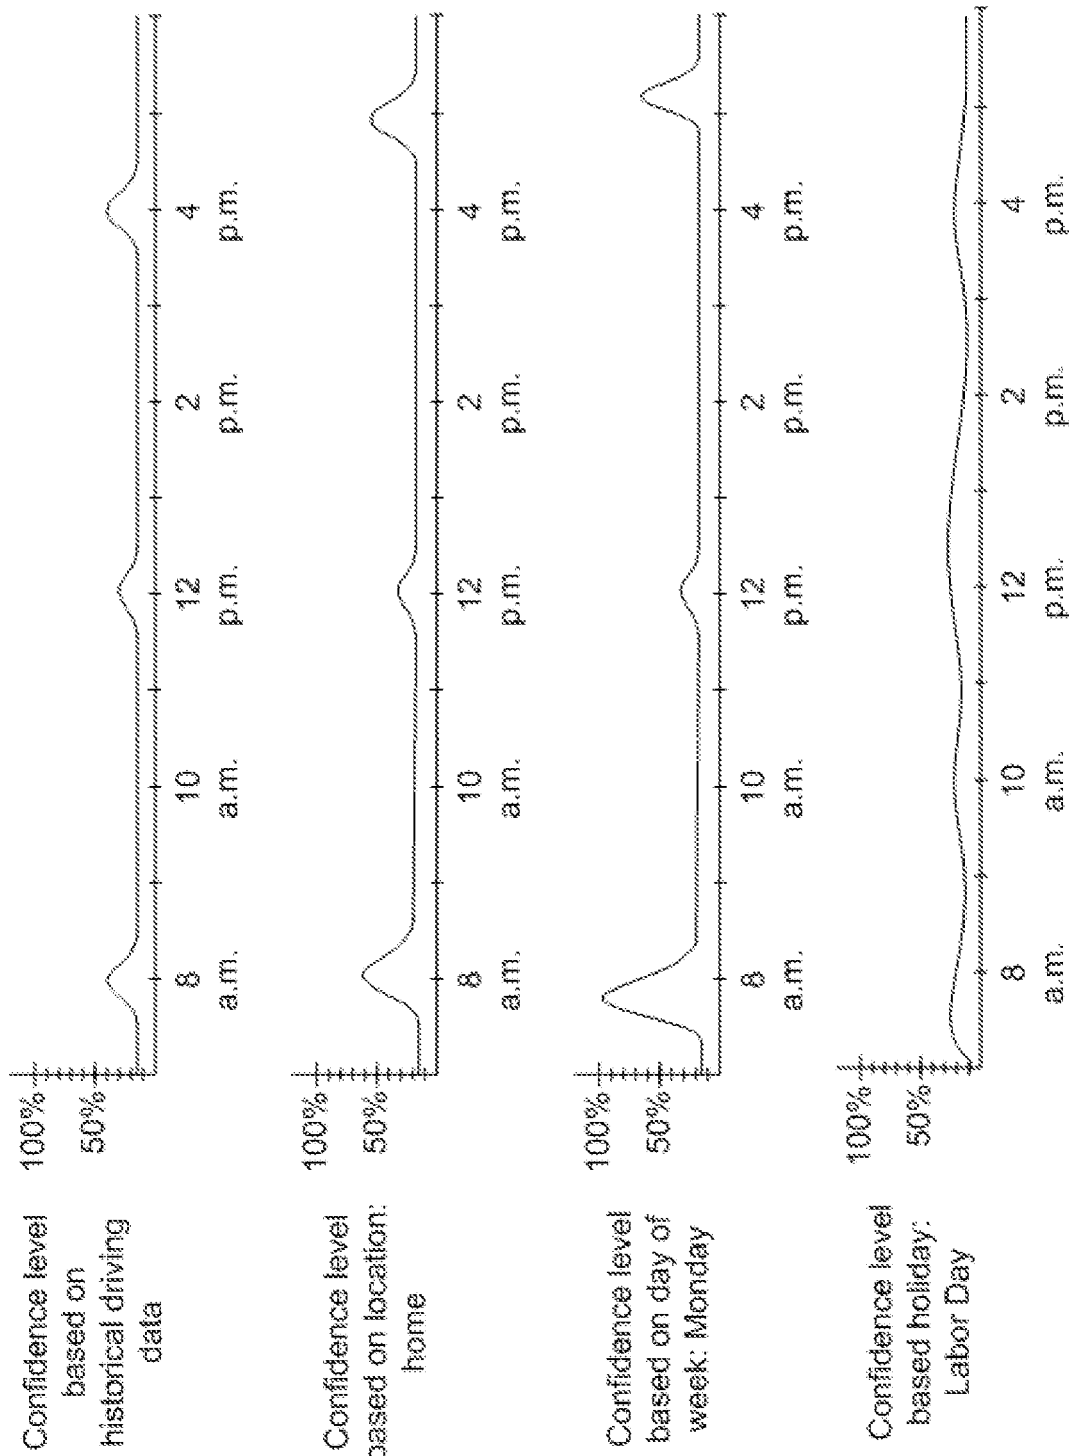 Confidence level
based on
historical driving
data
100%
50%
8
a.m.
10
a.m.
12
p.m.
2
p.m.
4
p.m.
Confidence level
based on location:
home
100%
50%
8
a.m.
10
a.m.
12
p.m.
2
p.m.
4
p.m.
Confidence level
based on day of
week: Monday
100%
50%
8
a.m.
10
a.m.
12
p.m.
2
p.m.
4
p.m.
Confidence level
based holiday:
Labor Day
100%
50%
8
a.m.
10
a.m.
12
p.m.
2
p.m.
4
p.m.